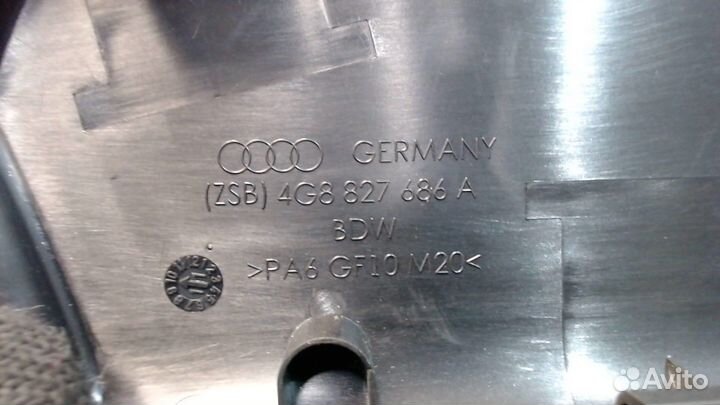 GERMANY
(ZSB) 4G8 827 686 A
BDW
>PA6 GF10 M20<
Avito